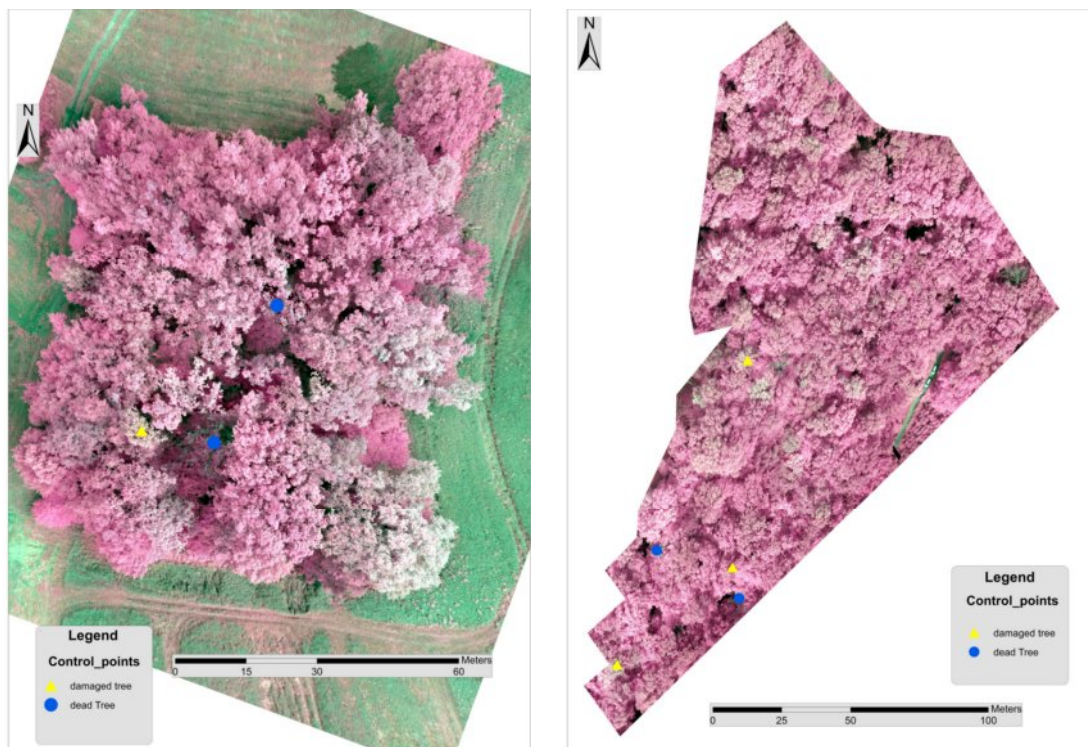 N
Legend
Control_points
damaged tree
dead Tree
Meters
0 15 30 60
N
Legend
Control_points
damaged tree
dead Tree
Meters
0 25 50 100